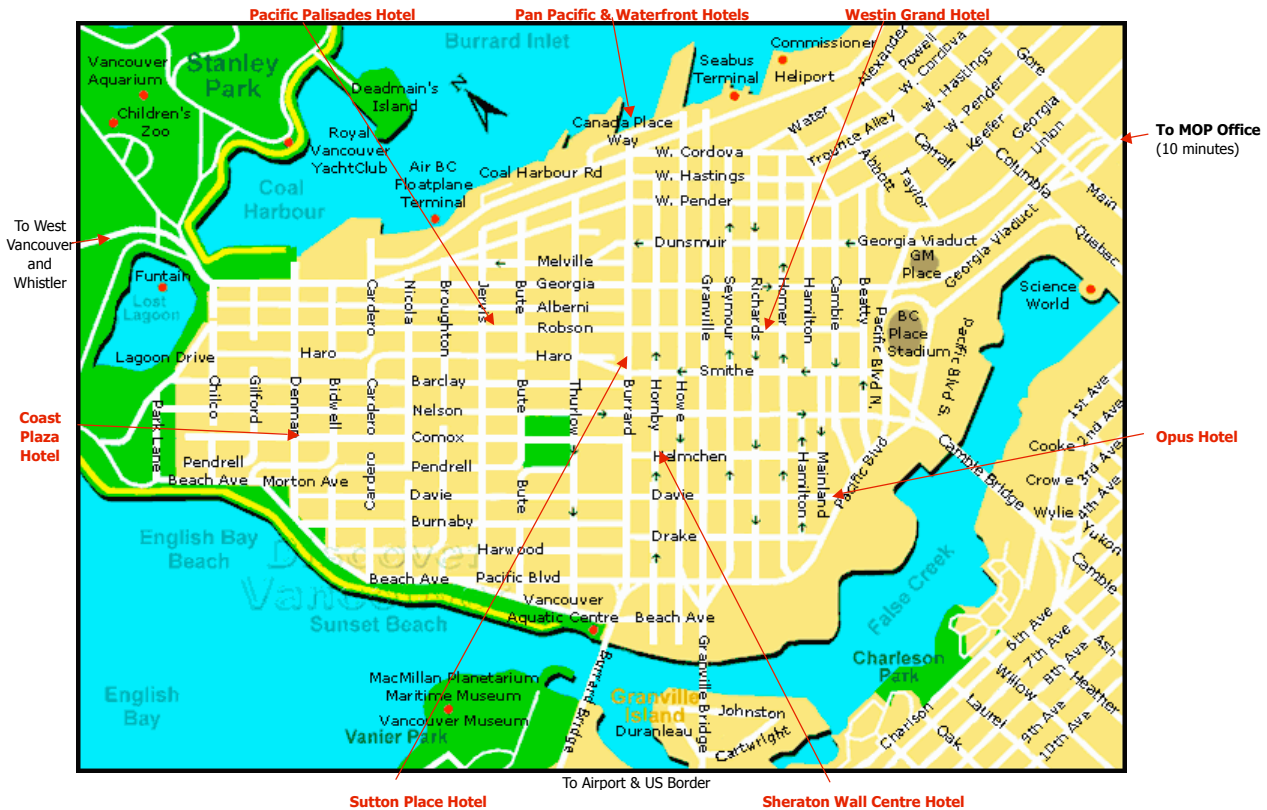 Pacific Palisades Hotel
Pan Pacific & Waterfront Hotels
Westin Grand Hotel
Burrard Inlet
Commissioner
Heliport
Seabus
Terminal
Vancouver
Aquarium
Children's
Zoo
Stanley
Park
Deadmain's
Island
N
Royal
Vancouver
YachtClub
Air BC
Floatplane
Terminal
Canada Place
Way
Coal Harbour Rd
Coal
Harbour
Alexander
Powell
W. Cordova
W. Hastings
W. Pender
Keefer
Georgia
Union
Gore
Main
Quebac
Columbia
Water
Trounce Alley
Abbott
Carrall
Taylor
To MOP Office
(10 minutes)
W. Cordova
W. Hastings
W. Pender
Dunsmuir
Georgia Viaduct
Georgia Viaduct
GM
Place
To West
Vancouver
and
Whistler
Funtain
Lost
Lagoon
Lagoon Drive
Melville
Georgia
Alberni
Robson
Haro
Haro
Smithe
Cardero
Nicola
Broughton
Jervis
Bute
Granville
Seymour
Richards
Homer
Hamilton
Cambie
Beatty
Pacific Blvd N.
BC
Place
Stadium
Pacific Blvd S.
Science
World
Coast
Plaza
Hotel
Park Lane
Chilco
Gilford
Denman
Bidwell
Cardero
Cardero
Barclay
Nelson
Comox
Pendrell
Davie
Burnaby
Harwood
Pacific Blvd
Bute
Bute
Thurlow
Burrard
Hornby
Howe
Helmchen
Davie
Drake
Hamilton
Mainland
Pacific Blvd
Opus Hotel
Pendrell
Beach Ave
Morton Ave
Beach Ave
Cambie Bridge
1st Ave
2nd Ave
3rd Ave
4th Ave
Cooke
Crowe
Wylie
Yukon
Cambie
English Bay
Beach
Discover
Vancouver
Sunset Beach
Vancouver
Aquatic Centre
Beach Ave
False Creek
English
Bay
MacMillan Planetarium
Maritime Museum
Vancouver Museum
Vanier Park
Burrard Bridge
Granville Bridge
Granville
Island
Johnston
Duranleau
Cartwright
Charleson
Park
Charlson
Oak
Laurel
Willow
6th Ave
7th Ave
8th Ave
9th Ave
10th Ave
Ash
Heather
To Airport & US Border
Sutton Place Hotel
Sheraton Wall Centre Hotel